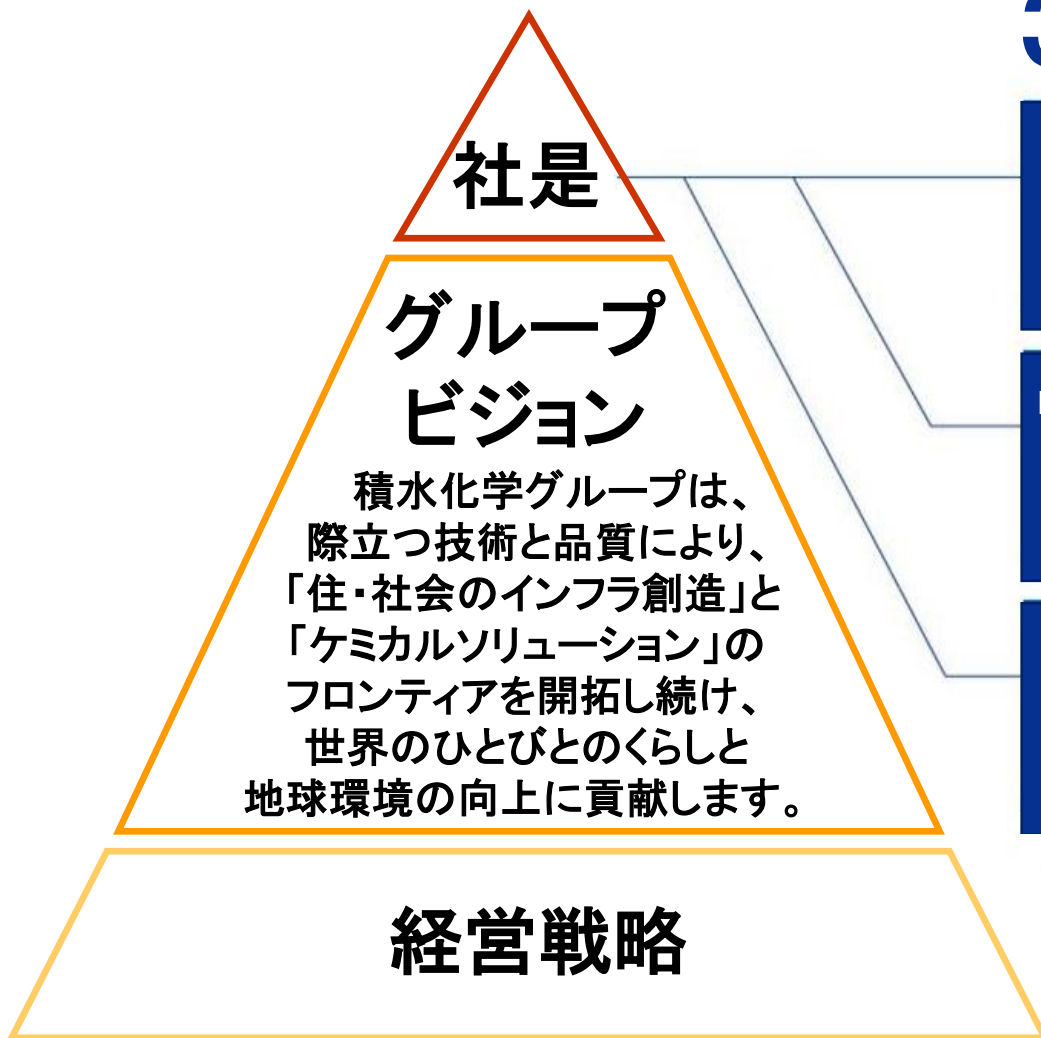 社是
グループ
ビジョン
積水化学グループは、
際立つ技術と品質により、
「住・社会のインフラ創造」と
「ケミカルソリューション」の
フロンティアを開拓し続け、
世界のひとびとのくらしと
地球環境の向上に貢献します。
経営戦略